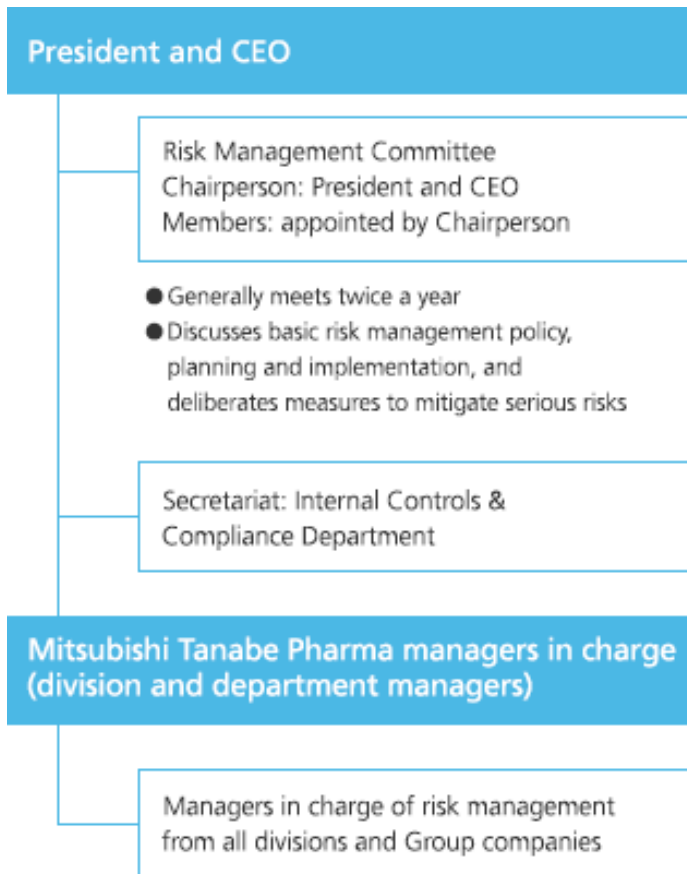 President and CEO
Risk Management Committee
Chairperson: President and CEO
Members: appointed by Chairperson
● Generally meets twice a year
● Discusses basic risk management policy,
planning and implementation, and
deliberates measures to mitigate serious risks
Secretariat: Internal Controls &
Compliance Department
Mitsubishi Tanabe Pharma managers in charge
(division and department managers)
Managers in charge of risk management
from all divisions and Group companies